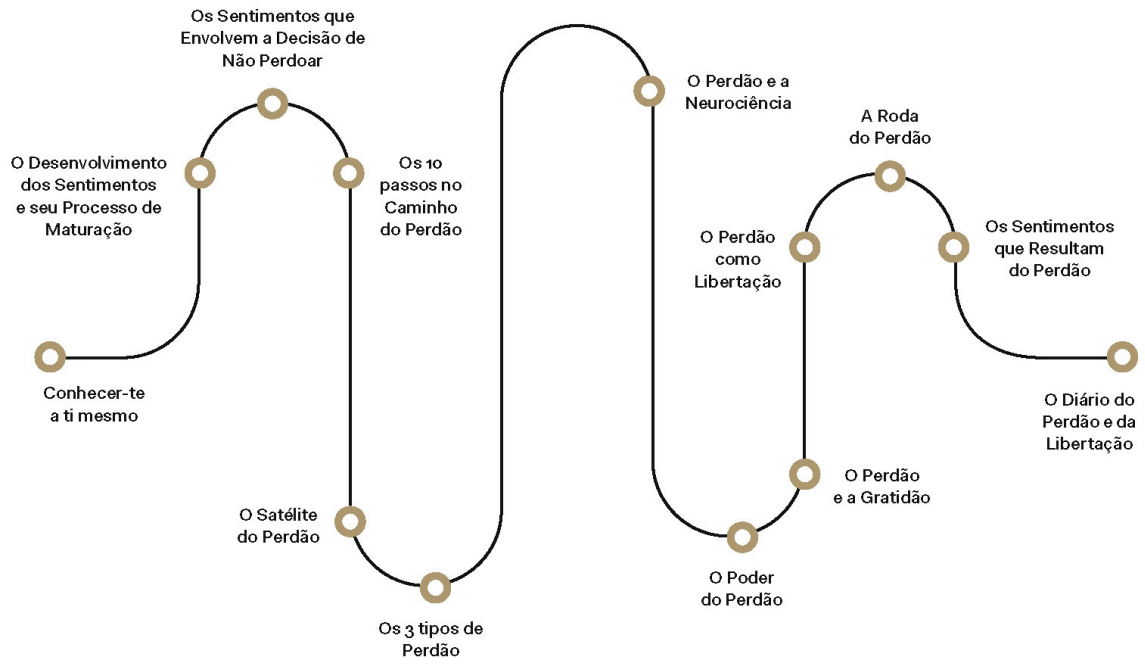 Conhecer-te
a ti mesmo
O Desenvolvimento
dos Sentimentos
e seu Processo de
Maturação
Os Sentimentos que
Envolvem a Decisão de
Não Perdoar
Os 10
passos no
Caminho
do Perdão
O Satélite
do Perdão
Os 3 tipos de
Perdão
O Perdão e a
Neurociência
O Poder
do Perdão
O Perdão
e a Gratidão
O Perdão
como
Libertação
A Roda
do Perdão
Os Sentimentos
que Resultam
do Perdão
O Diário do
Perdão e da
Libertação